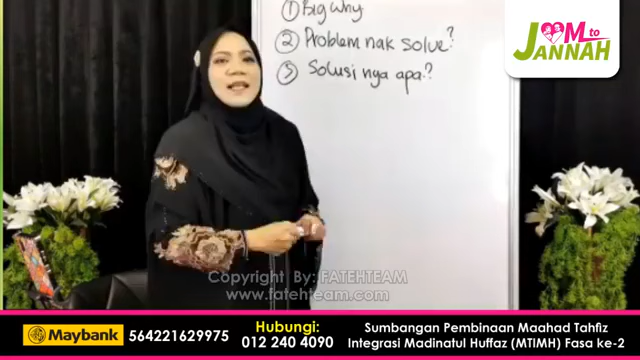 ① Big Why
② Problem nak solve?
③ Solusi nya apa?
JOM to
JANNAH
Copyright By: FATEHTEAM
www.fatehteam.com
Maybank 564221629975
Hubungi:
012 240 4090
Sumbangan Pembinaan Maahad Tahfiz
Integrasi Madinatul Huffaz (MTIMH) Fasa ke-2